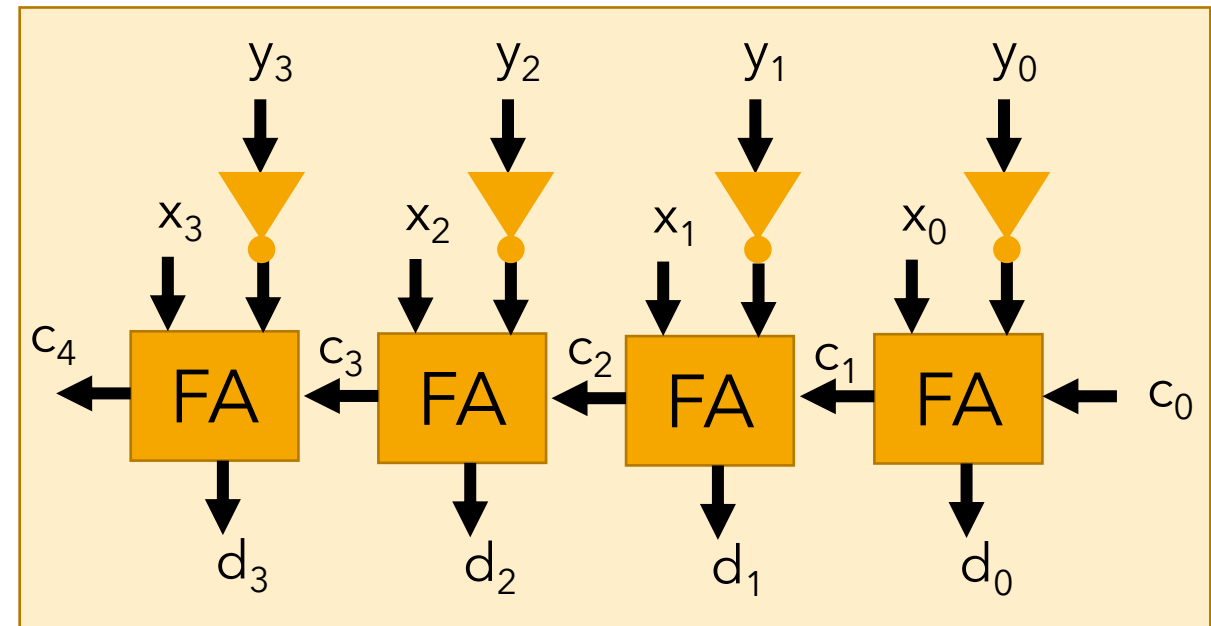 y₃ y₂ y₁ y₀
x₃ x₂ x₁ x₀
c₄ FA c₃ FA c₂ FA c₁ FA c₀
d₃ d₂ d₁ d₀